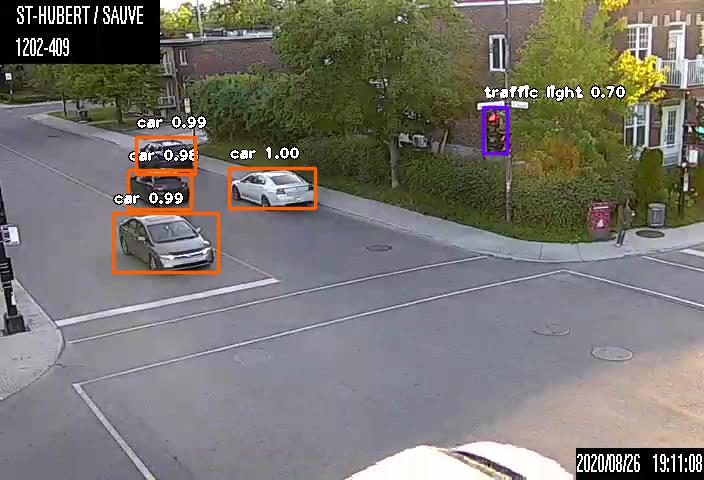 ST-HUBERT / SAUVE
1202-409
traffic light 0.70
car 0.99
car 0.98
car 1.00
car 0.99
2020/08/26 19:11:08